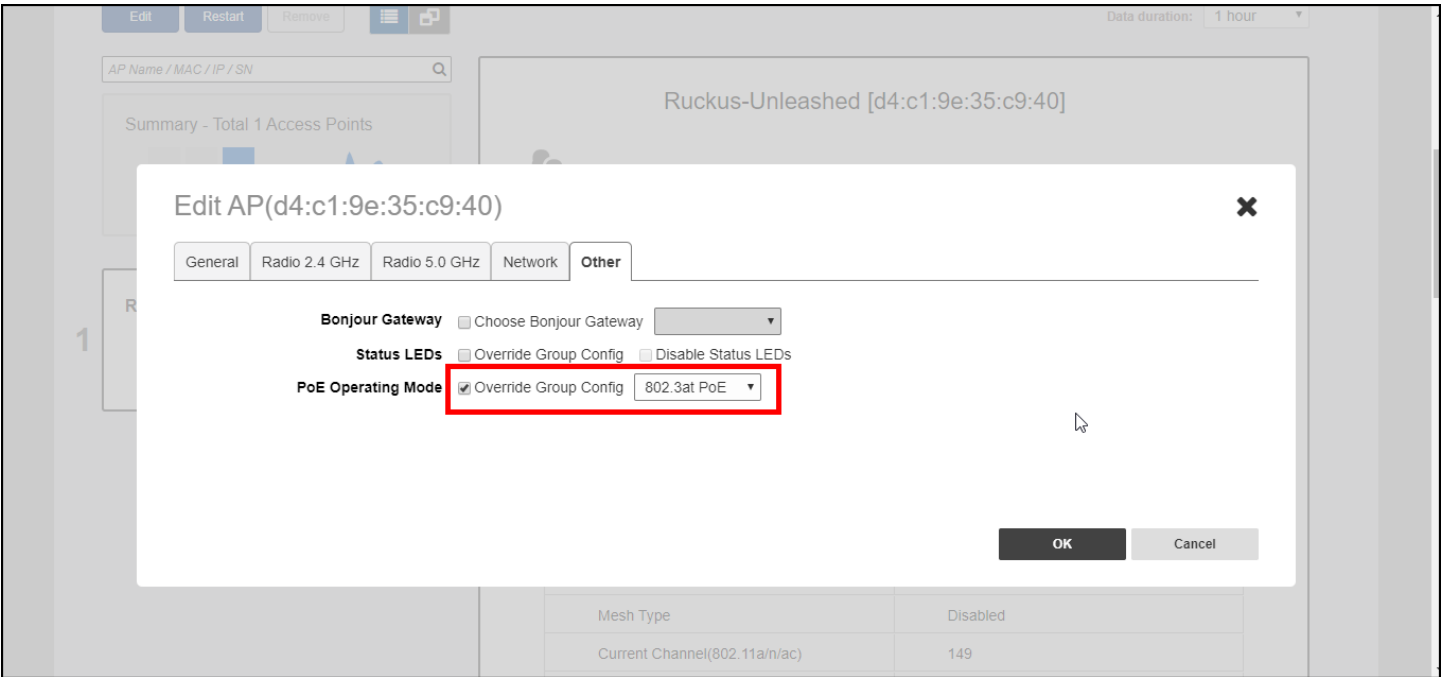 Edit Restart Remove Data duration: 1 hour
AP Name / MAC / IP / SN
Ruckus-Unleashed [d4:c1:9e:35:c9:40]
Summary - Total 1 Access Points
Edit AP(d4:c1:9e:35:c9:40)
General Radio 2.4 GHz Radio 5.0 GHz Network Other
R
1
Bonjour Gateway Choose Bonjour Gateway
Status LEDs Override Group Config Disable Status LEDs
PoE Operating Mode Override Group Config 802.3at PoE
OK Cancel
Mesh Type Disabled
Current Channel(802.11a/n/ac) 149